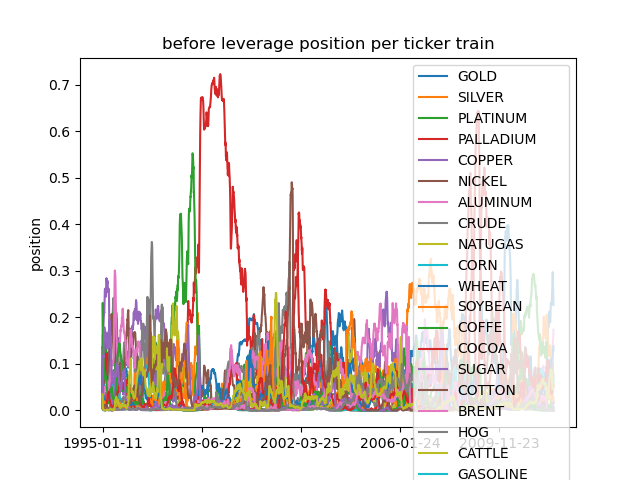 before leverage position per ticker train
position
0.7
0.6
0.5
0.4
0.3
0.2
0.1
0.0
1995-01-11 1998-06-22 2002-03-25 2006-01-24 2009-11-23
GOLD
SILVER
PLATINUM
PALLADIUM
COPPER
NICKEL
ALUMINUM
CRUDE
NATUGAS
CORN
WHEAT
SOYBEAN
COFFE
COCOA
SUGAR
COTTON
BRENT
HOG
CATTLE
GASOLINE